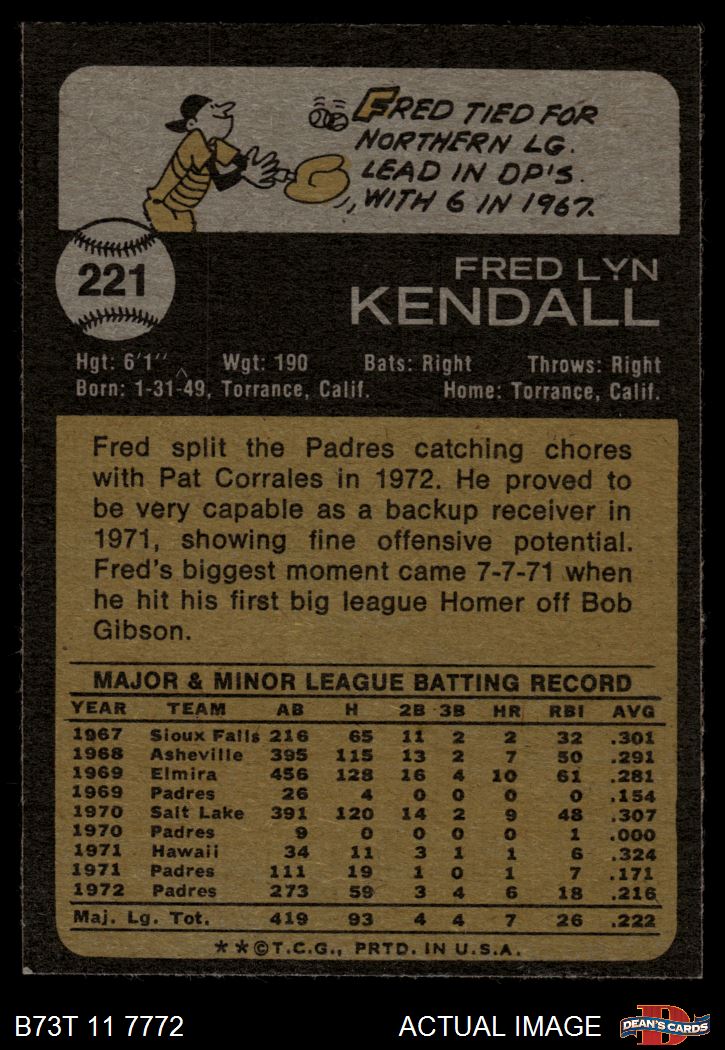 FRED TIED FOR
NORTHERN LG.
LEAD IN DP'S.
WITH 6 IN 1967.
221
FRED LYN
KENDALL
Hgt: 6'1" Wgt: 190 Bats: Right Throws: Right
Born: 1-31-49, Torrance, Calif. Home: Torrance, Calif.
Fred split the Padres catching chores
with Pat Corrales in 1972. He proved to
be very capable as a backup receiver in
1971, showing fine offensive potential.
Fred's biggest moment came 7-7-71 when
he hit his first big league Homer off Bob
Gibson.
MAJOR & MINOR LEAGUE BATTING RECORD
YEAR TEAM AB H 2B 3B HR RBI AVG
1967 Sioux Falls 216 65 11 2 2 32 .301
1968 Asheville 395 115 13 2 7 50 .291
1969 Elmira 456 128 16 4 10 61 .281
1969 Padres 26 4 0 0 0 0 .154
1970 Salt Lake 391 120 14 2 9 48 .307
1970 Padres 9 0 0 0 0 1 .000
1971 Hawaii 34 11 3 1 1 6 .324
1971 Padres 111 19 1 0 1 7 .171
1972 Padres 273 59 3 4 6 18 .216
Maj. Lg. Tot. 419 93 4 4 7 26 .222
**©T.C.G., PRTD. IN U.S.A.
B73T 11 7772 ACTUAL IMAGE D DEAN'S CARDS